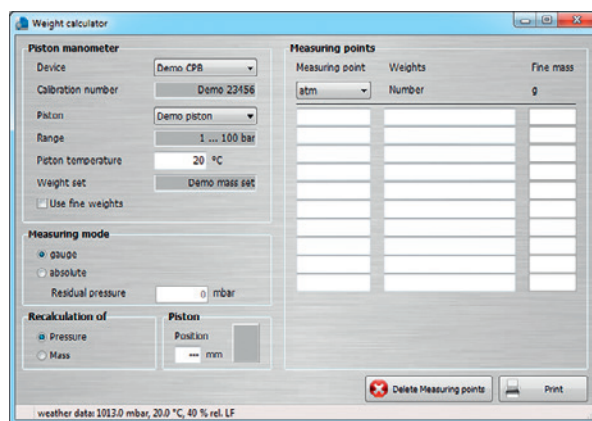 Weight calculator
Piston manometer
Device Demo CPB
Calibration number Demo 23456
Piston Demo piston
Range 1 ... 100 bar
Piston temperature 20 °C
Weight set Demo mass set
Use fine weights
Measuring mode
gauge
absolute
Residual pressure 0 mbar
Recalculation of
Pressure
Mass
Piston
Position
--- mm
Measuring points
Measuring point Weights Fine mass
atm Number g
Delete Measuring points Print
weather data: 1013.0 mbar, 20.0 °C, 40 % rel. LF